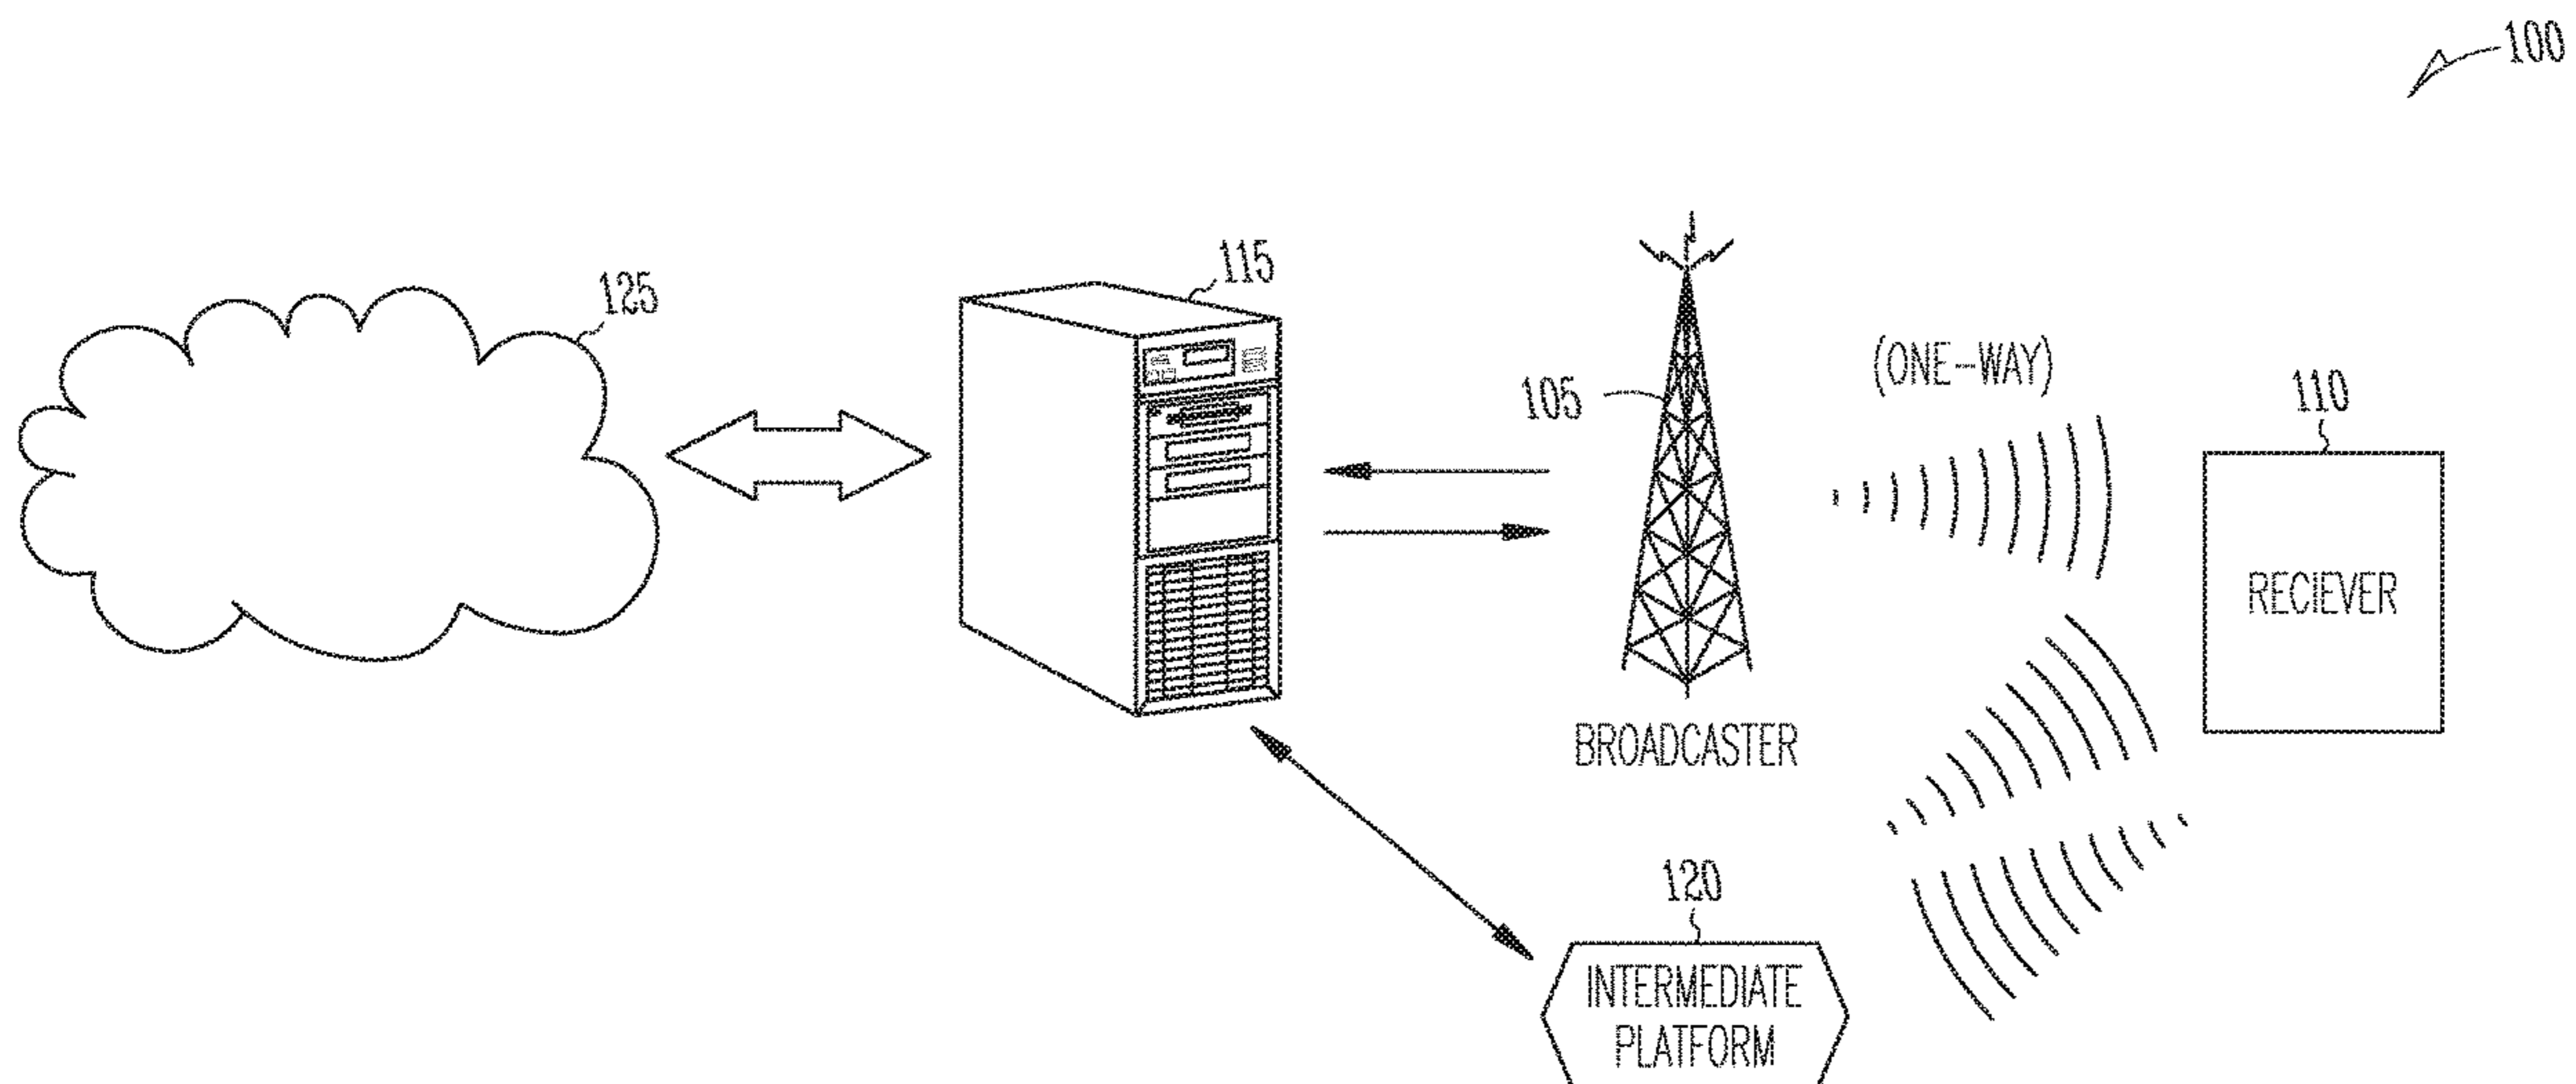 100
125
115
105
(ONE-WAY)
110
RECIEVER
BROADCASTER
120
INTERMEDIATE
PLATFORM